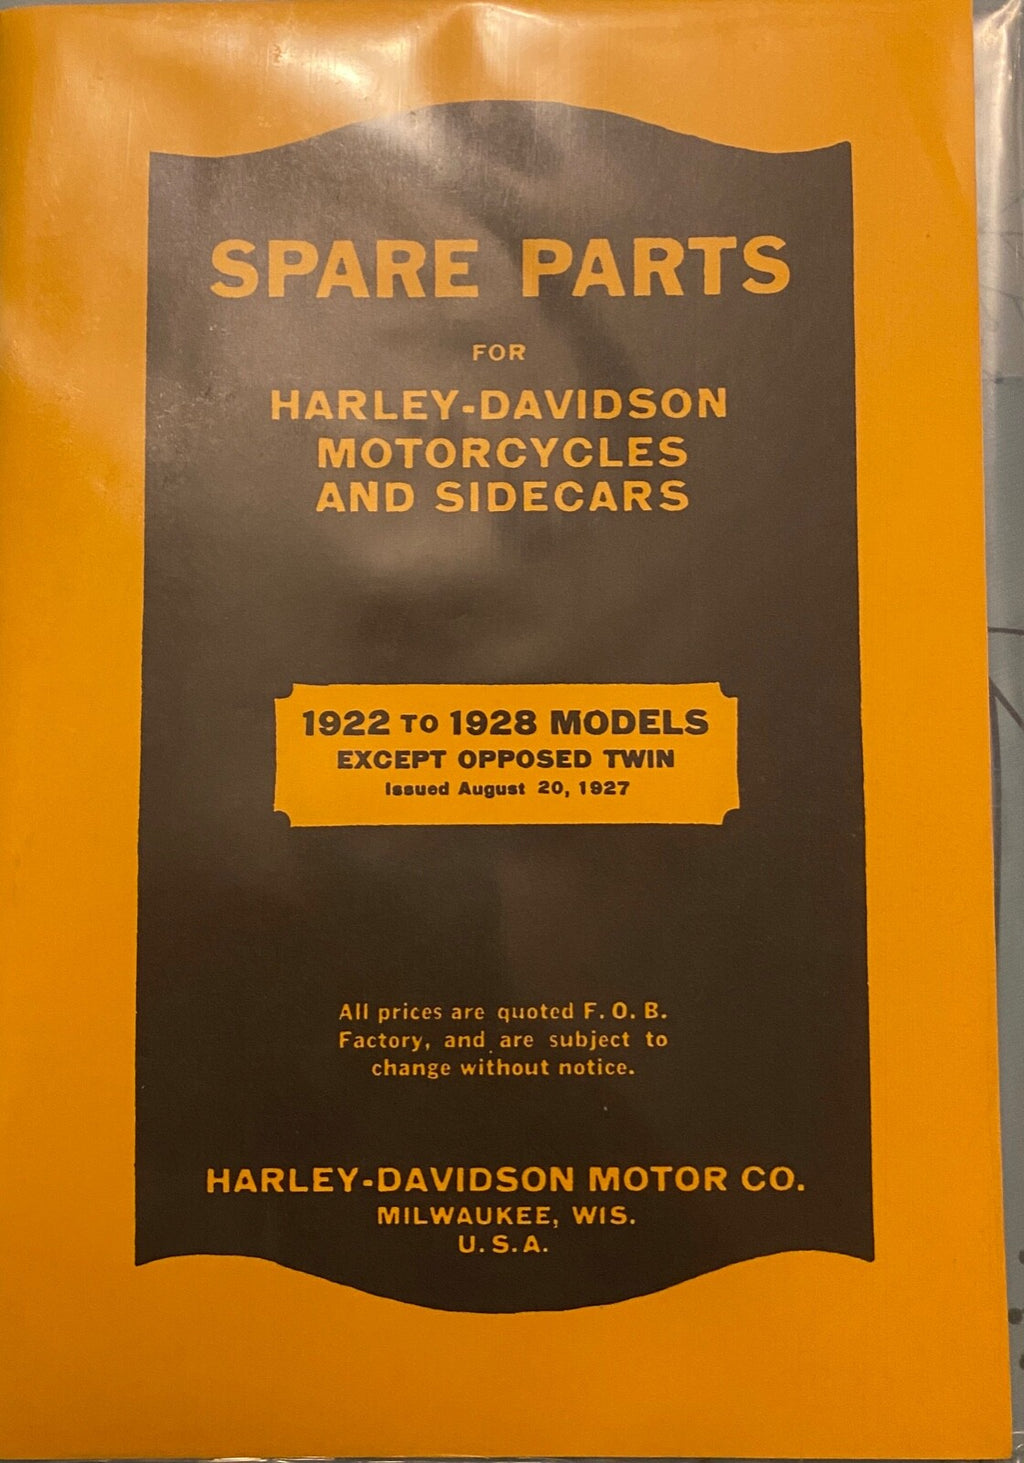 SPARE PARTS
FOR
HARLEY-DAVIDSON
MOTORCYCLES
AND SIDECARS
1922 TO 1928 MODELS
EXCEPT OPPOSED TWIN
Issued August 20, 1927
All prices are quoted F. O. B.
Factory, and are subject to
change without notice.
HARLEY-DAVIDSON MOTOR CO.
MILWAUKEE, WIS.
U. S. A.